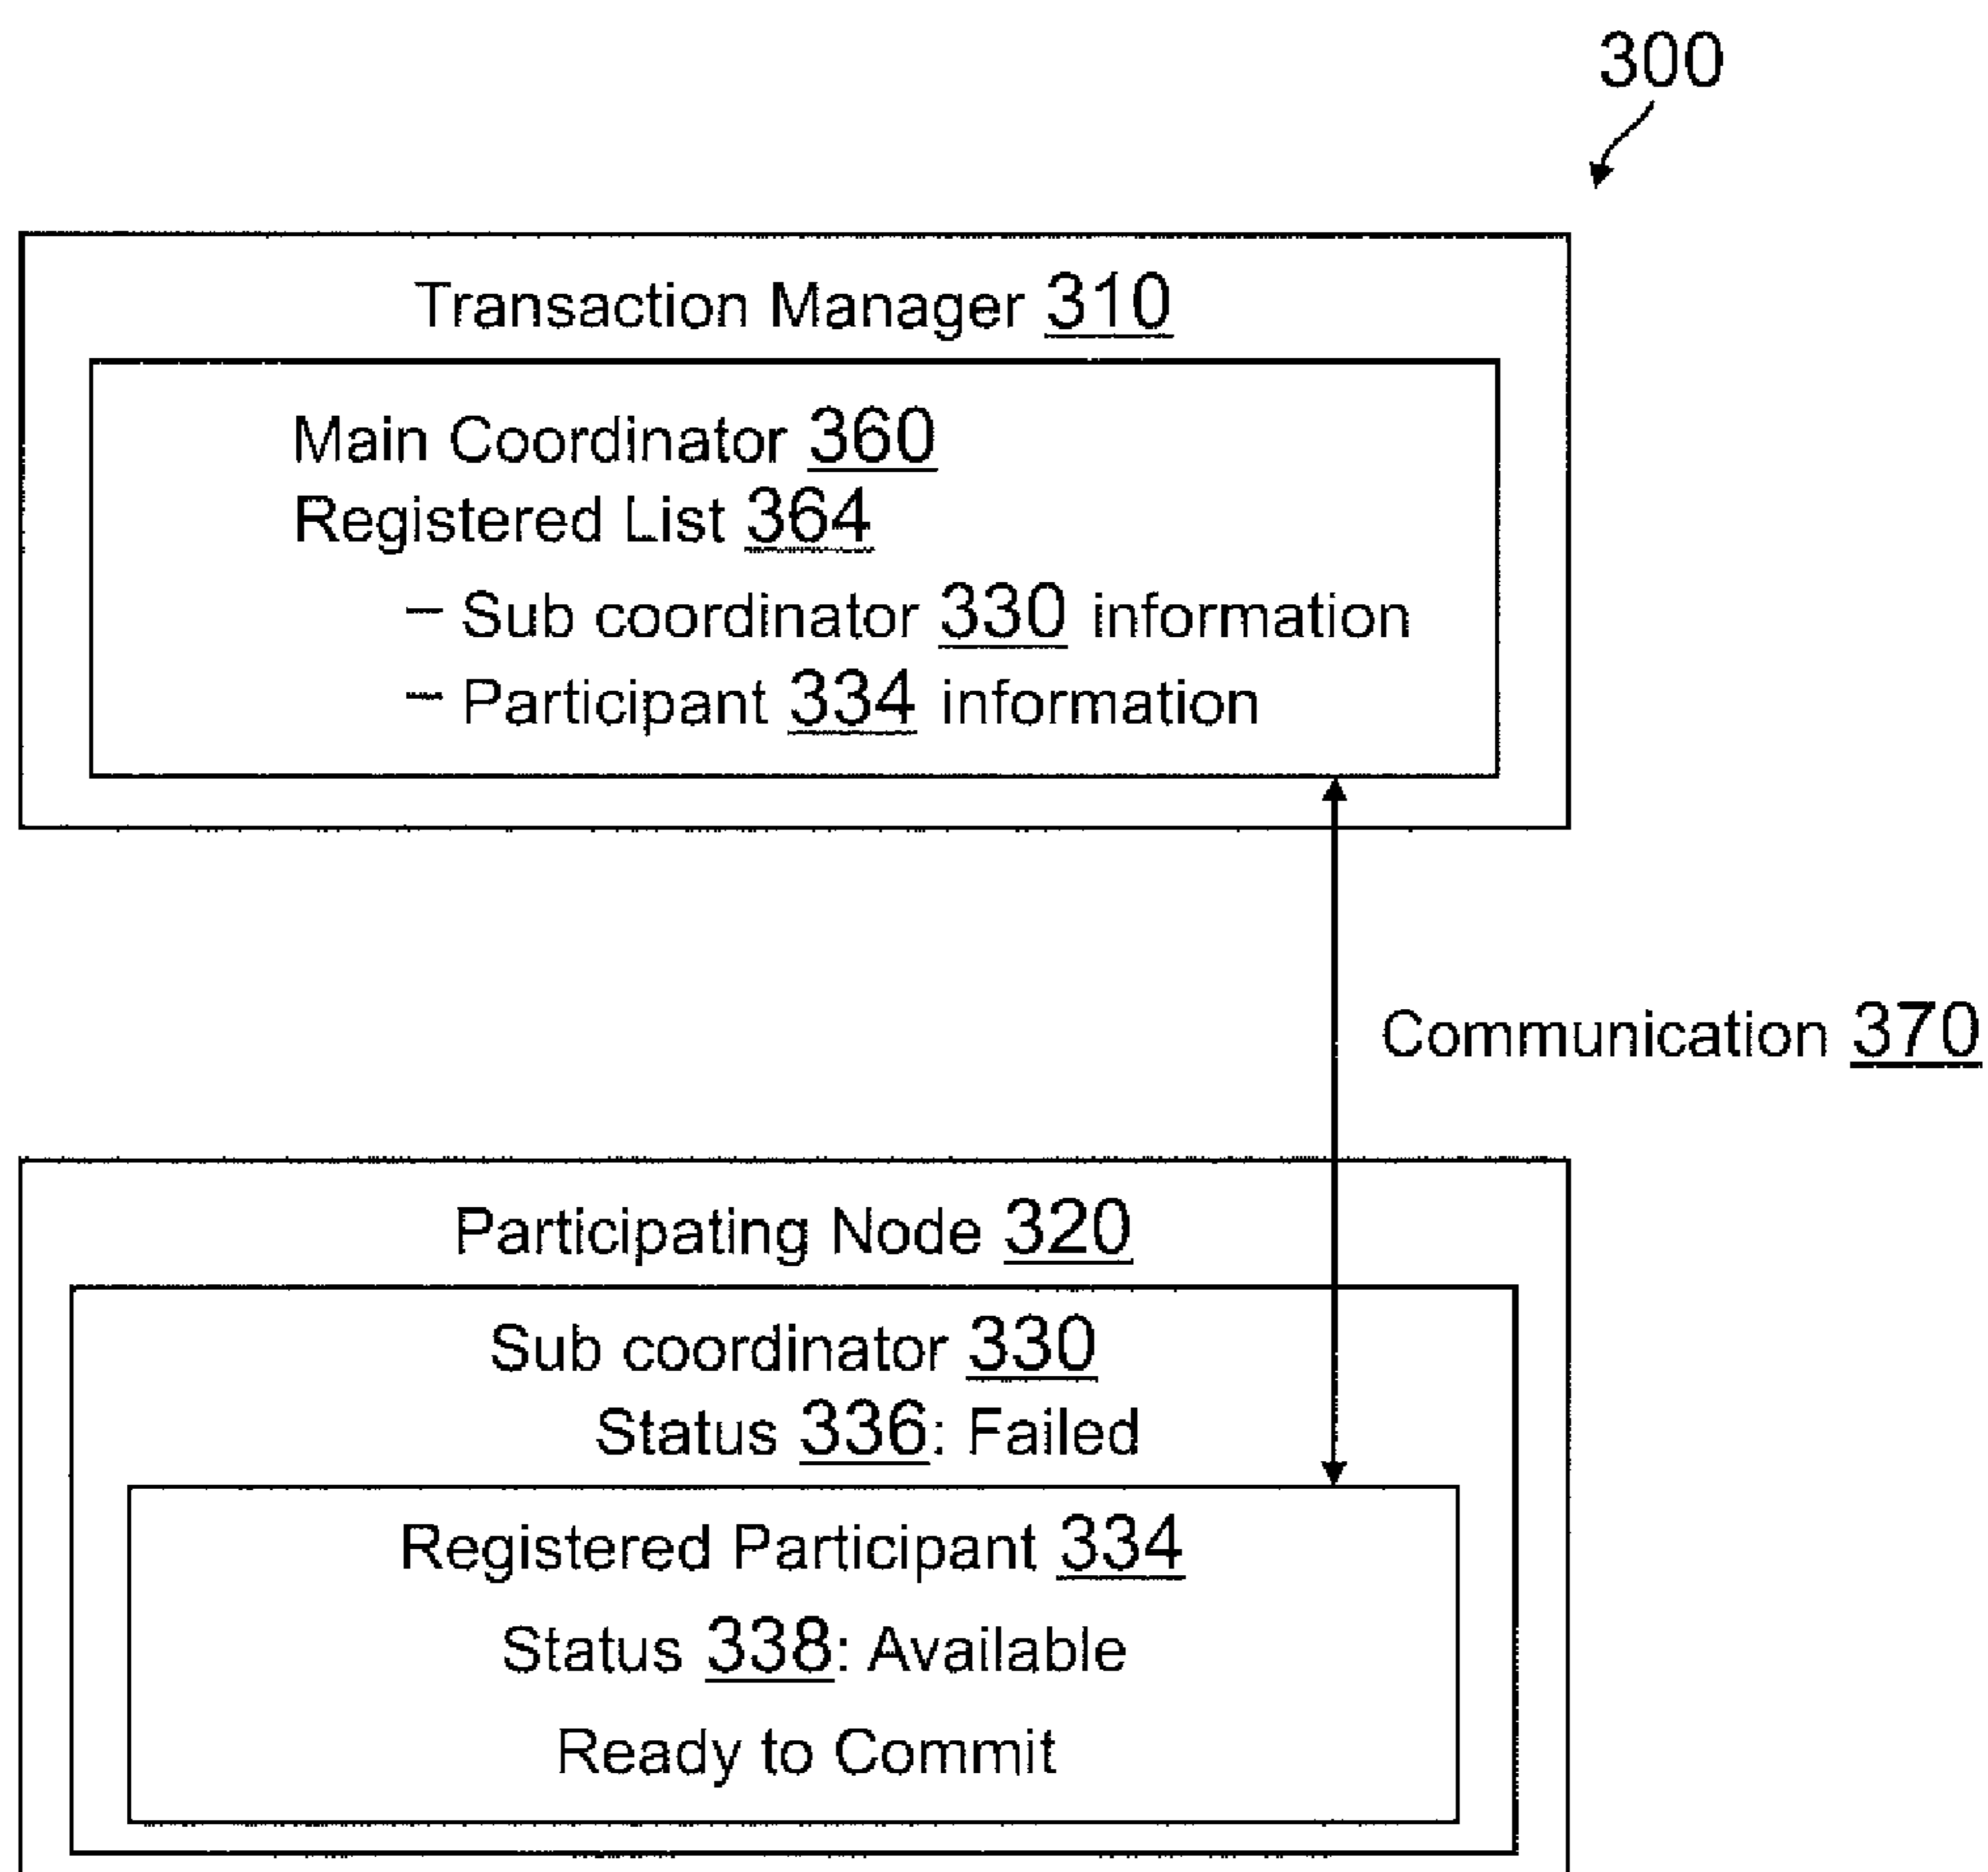 300
Transaction Manager 310
Main Coordinator 360
Registered List 364
– Sub coordinator 330 information
– Participant 334 information
Communication 370
Participating Node 320
Sub coordinator 330
Status 336: Failed
Registered Participant 334
Status 338: Available
Ready to Commit